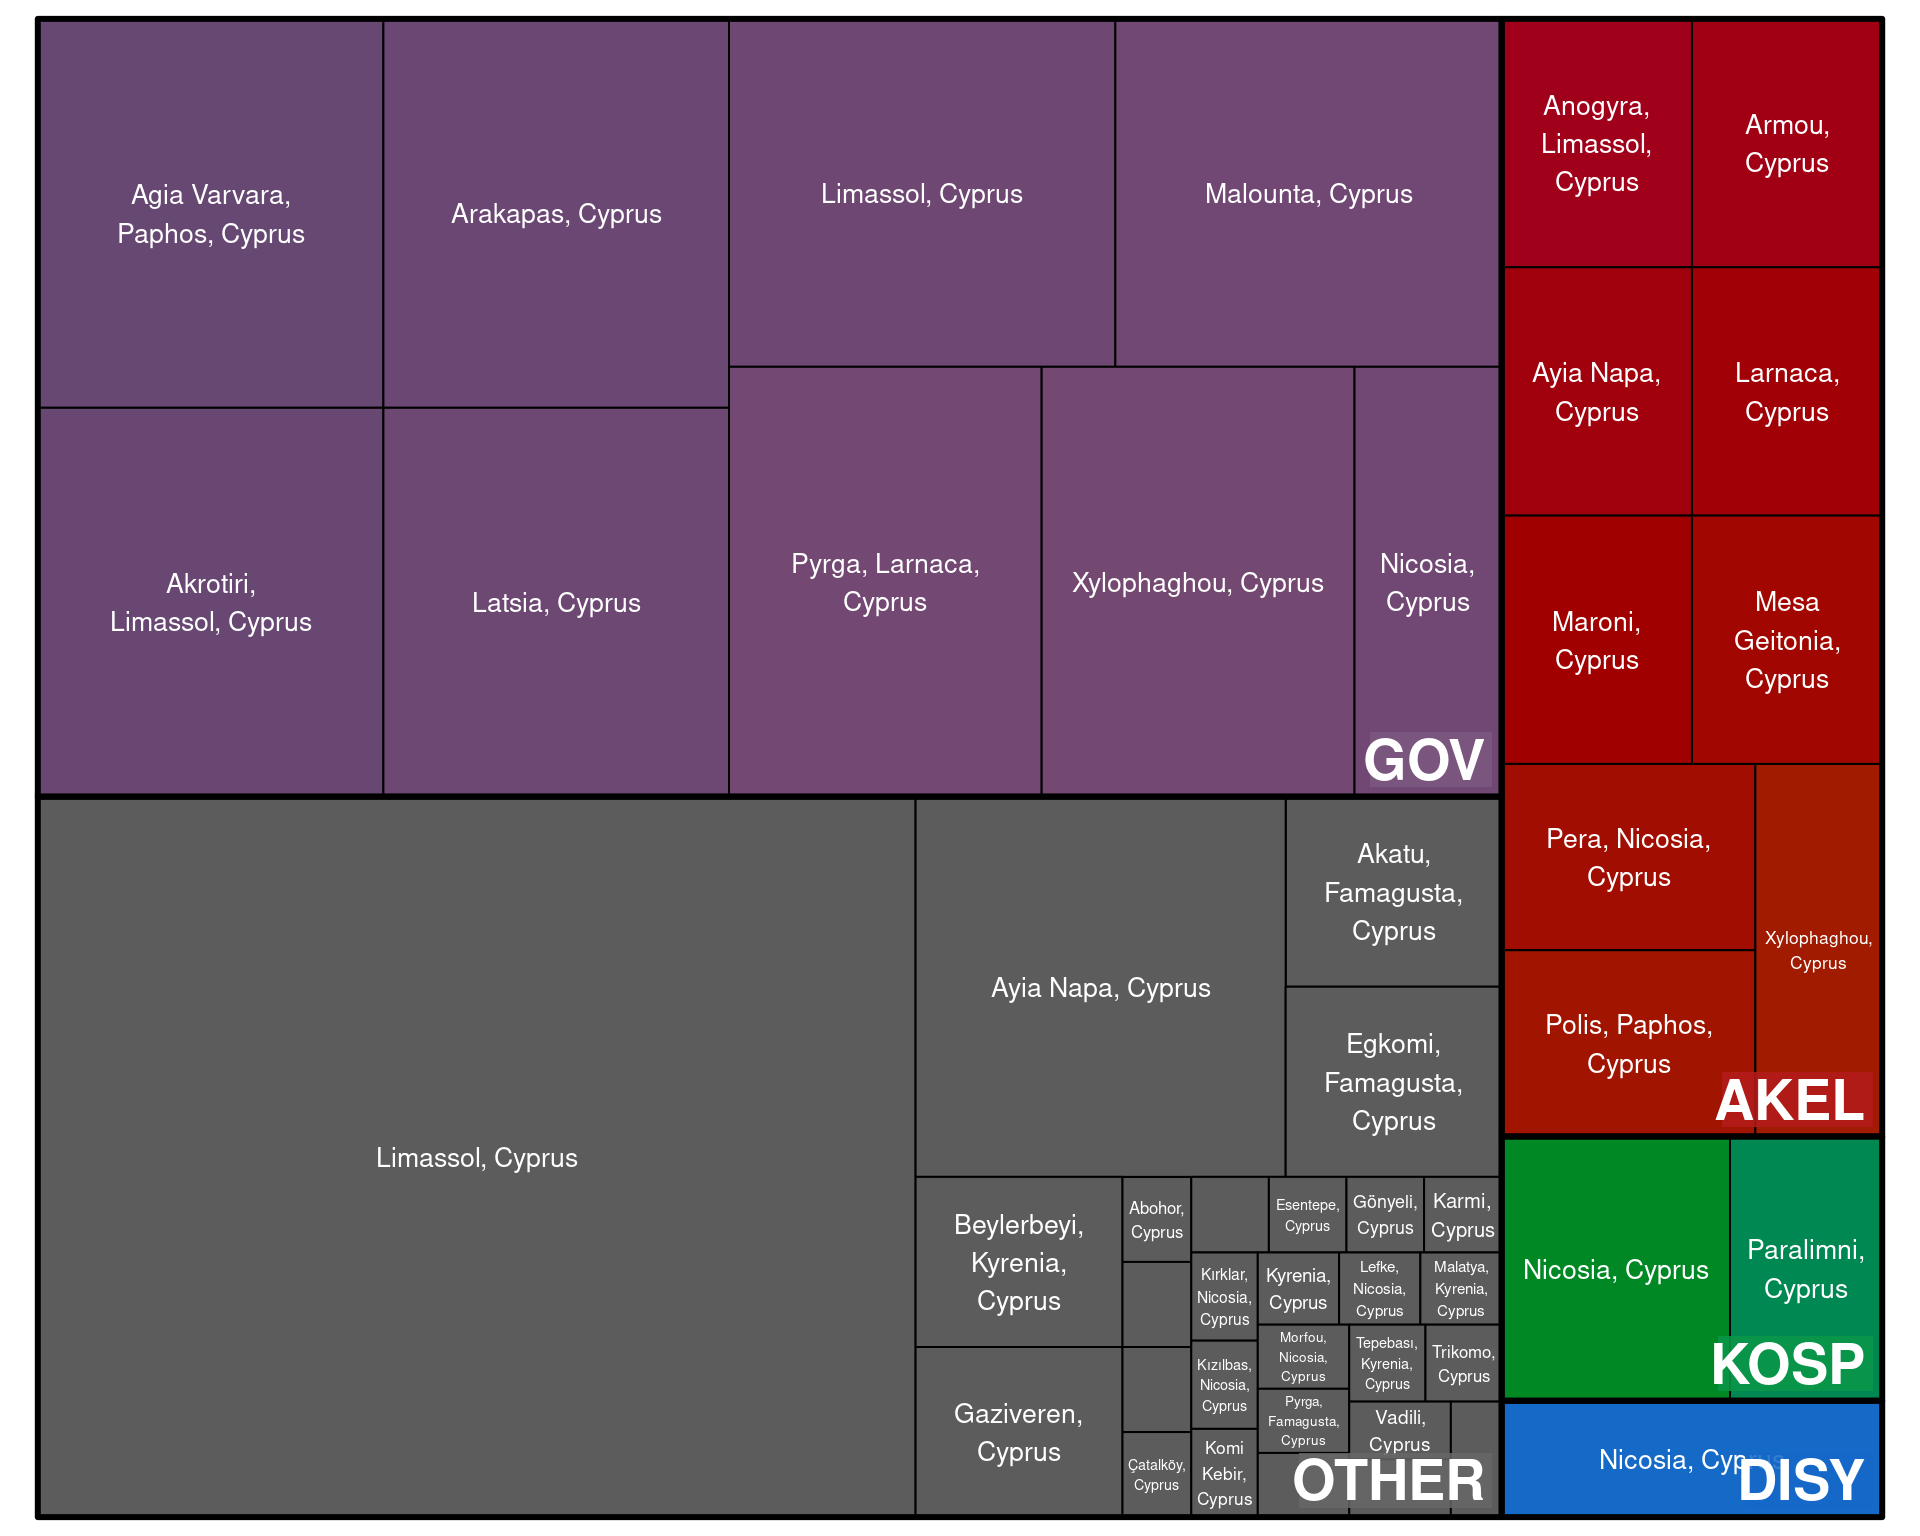 Agia Varvara,
Paphos, Cyprus
Arakapas, Cyprus
Limassol, Cyprus
Malounta, Cyprus
Akrotiri,
Limassol, Cyprus
Latsia, Cyprus
Pyrga, Larnaca,
Cyprus
Xylophaghou, Cyprus
Nicosia,
Cyprus
GOV
Anogyra,
Limassol,
Cyprus
Armou,
Cyprus
Ayia Napa,
Cyprus
Larnaca,
Cyprus
Maroni,
Cyprus
Mesa
Geitonia,
Cyprus
Pera, Nicosia,
Cyprus
Polis, Paphos,
Cyprus
Xylophaghou,
Cyprus
AKEL
Limassol, Cyprus
Ayia Napa, Cyprus
Akatu,
Famagusta,
Cyprus
Egkomi,
Famagusta,
Cyprus
Beylerbeyi,
Kyrenia,
Cyprus
Gaziveren,
Cyprus
Abohor,
Cyprus
Çatalköy,
Cyprus
Esentepe,
Cyprus
Gönyeli,
Cyprus
Karmi,
Cyprus
Kırklar,
Nicosia,
Cyprus
Kızılbas,
Nicosia,
Cyprus
Komi
Kebir,
Cyprus
Kyrenia,
Cyprus
Lefke,
Nicosia,
Cyprus
Malatya,
Kyrenia,
Cyprus
Morfou,
Nicosia,
Cyprus
Pyrga,
Famagusta,
Cyprus
Tepebası,
Kyrenia,
Cyprus
Trikomo,
Cyprus
Vadili,
Cyprus
OTHER
Nicosia, Cyprus
Paralimni,
Cyprus
KOSP
Nicosia, Cyprus
DISY